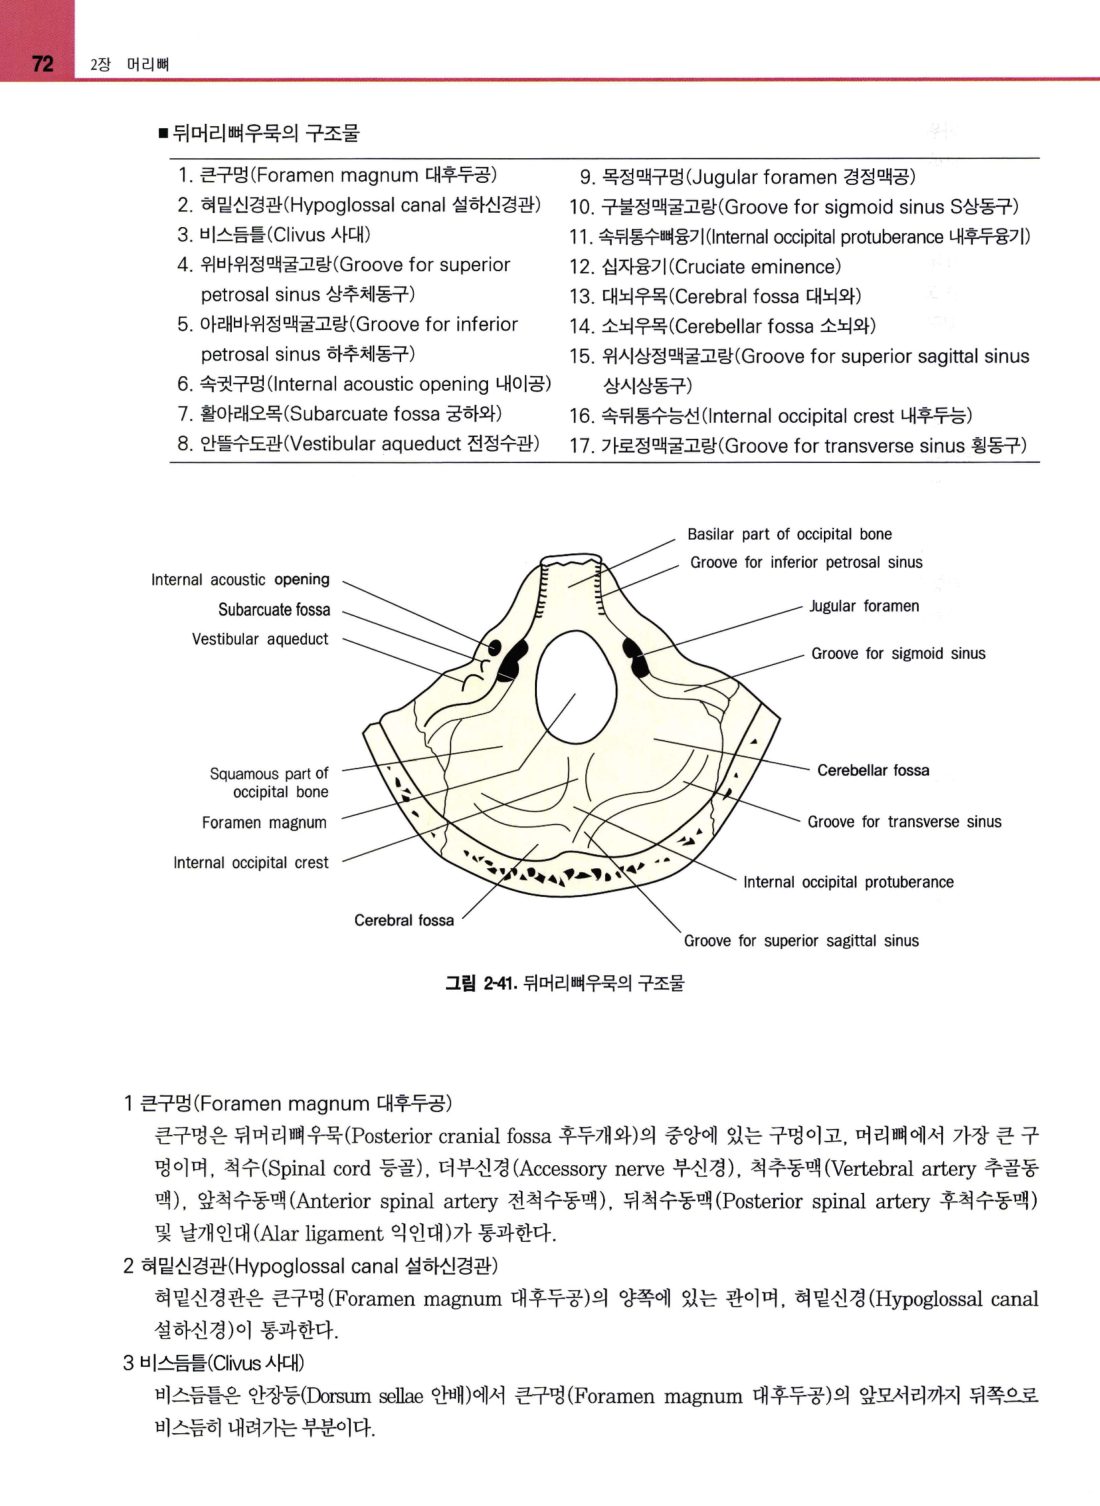 72 2장 머리뼈
■ 뒤머리뼈우묵의 구조물
1. 큰구멍(Foramen magnum 대후두공)
2. 혀밑신경관(Hypoglossal canal 설하신경관)
3. 비스듬틀(Clivus 사대)
4. 위바위정맥굴고랑(Groove for superior
petrosal sinus 상추체동구)
5. 아래바위정맥굴고랑(Groove for inferior
petrosal sinus 하추체동구)
6. 속귓구멍(Internal acoustic opening 내이공)
7. 활아래오목(Subarcuate fossa 궁하와)
8. 안뜰수도관(Vestibular aqueduct 전정수관)
9. 목정맥구멍(Jugular foramen 경정맥공)
10. 구불정맥굴고랑(Groove for sigmoid sinus S상동구)
11. 속뒤통수뼈융기(Internal occipital protuberance 내후두융기)
12. 십자융기(Cruciate eminence)
13. 대뇌우목(Cerebral fossa 대뇌와)
14. 소뇌우목(Cerebellar fossa 소뇌와)
15. 위시상정맥굴고랑(Groove for superior sagittal sinus
상시상동구)
16. 속뒤통수능선(Internal occipital crest 내후두능)
17. 가로정맥굴고랑(Groove for transverse sinus 횡동구)
Basilar part of occipital bone
Groove for inferior petrosal sinus
Internal acoustic opening
Subarcuate fossa
Jugular foramen
Vestibular aqueduct
Groove for sigmoid sinus
Squamous part of
occipital bone
Cerebellar fossa
Foramen magnum
Groove for transverse sinus
Internal occipital crest
Internal occipital protuberance
Cerebral fossa
Groove for superior sagittal sinus
그림 2-41. 뒤머리뼈우묵의 구조물
1 큰구멍(Foramen magnum 대후두공)
큰구멍은 뒤머리뼈우묵(Posterior cranial fossa 후두개와)의 중앙에 있는 구멍이고, 머리뼈에서 가장 큰 구
멍이며, 척수(Spinal cord 등골), 더부신경(Accessory nerve 부신경), 척추동맥(Vertebral artery 추골동
맥), 앞척수동맥(Anterior spinal artery 전척수동맥), 뒤척수동맥(Posterior spinal artery 후척수동맥)
및 날개인대(Alar ligament 익인대)가 통과한다.
2 혀밑신경관(Hypoglossal canal 설하신경관)
혀밑신경관은 큰구멍(Foramen magnum 대후두공)의 양쪽에 있는 관이며, 혀밑신경(Hypoglossal canal
설하신경)이 통과한다.
3 비스듬틀(Clivus 사대)
비스듬틀은 안장등(Dorsum sellae 안배)에서 큰구멍(Foramen magnum 대후두공)의 앞모서리까지 뒤쪽으로
비스듬히 내려가는 부분이다.